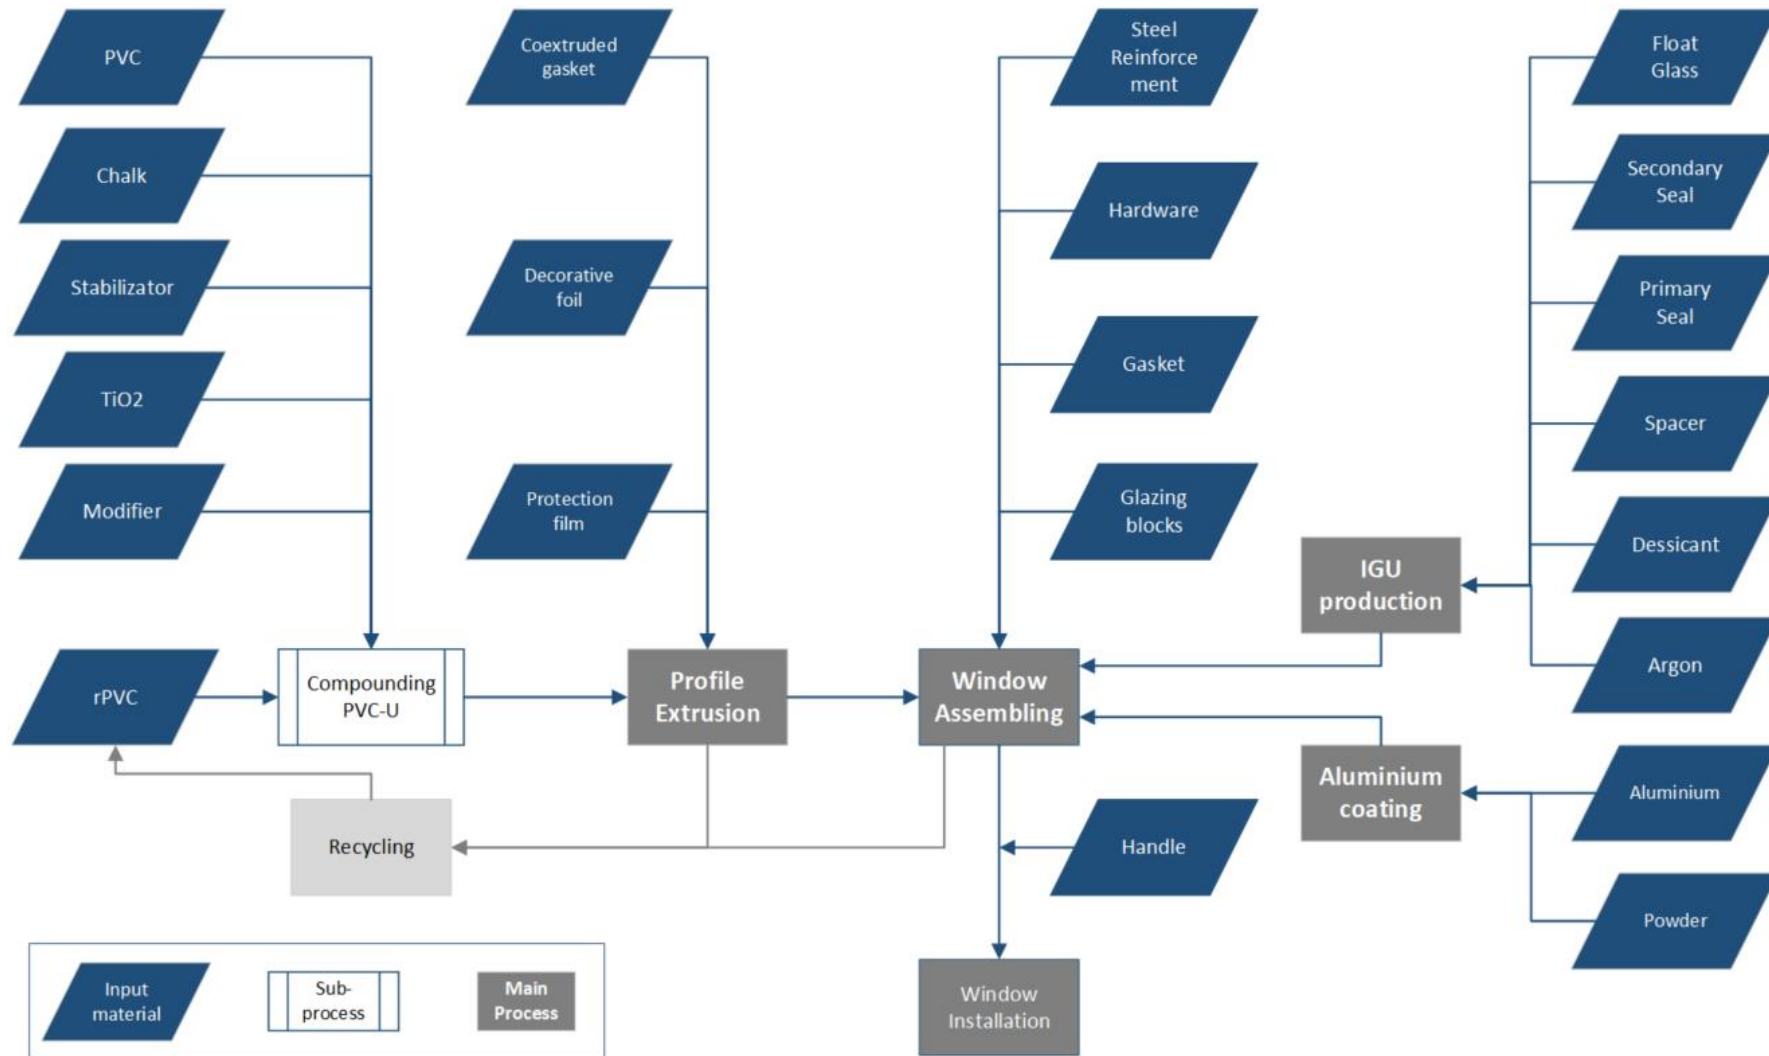 PVC
Chalk
Stabilizator
TiO2
Modifier
rPVC
Compounding
PVC-U
Recycling
Coextruded
gasket
Decorative
foil
Protection
film
Profile
Extrusion
Steel
Reinforce
ment
Hardware
Gasket
Glazing
blocks
Window
Assembling
Handle
Window
Installation
IGU
production
Aluminium
coating
Float
Glass
Secondary
Seal
Primary
Seal
Spacer
Dessicant
Argon
Aluminium
Powder
Input
material
Sub-
process
Main
Process